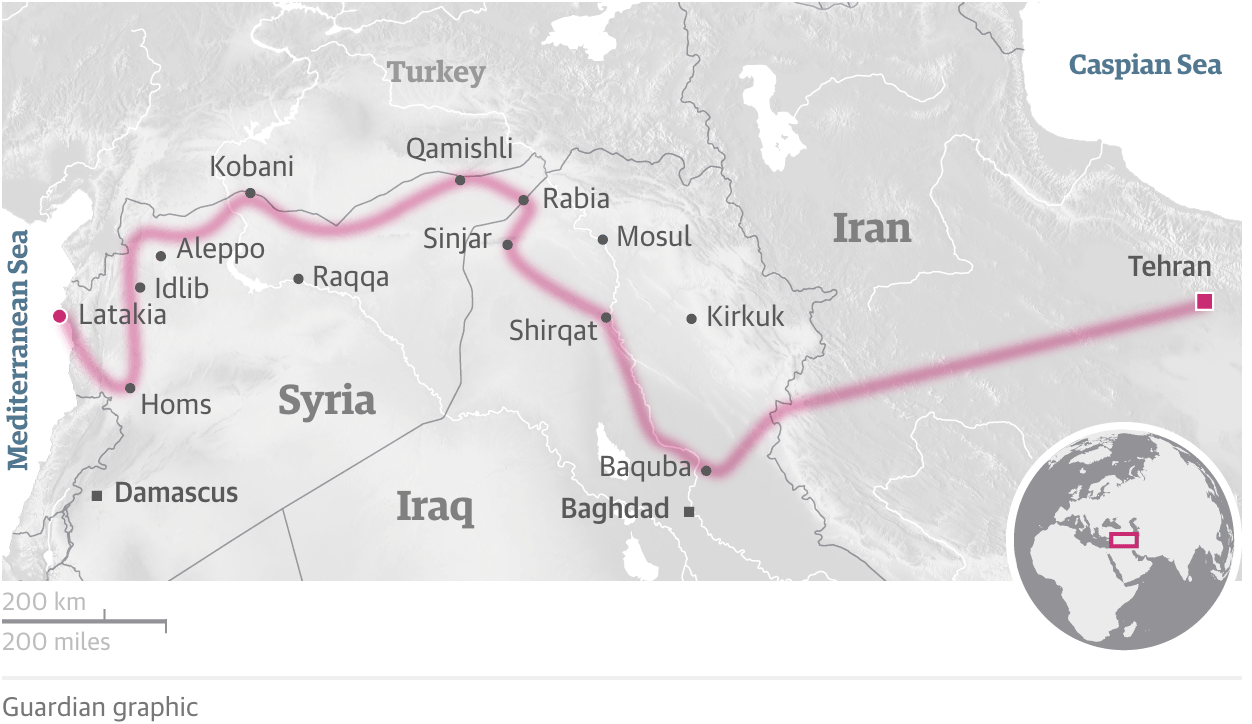 Turkey
Caspian Sea
Qamishli
Kobani
Rabia
Iran
Mediterranean Sea
Sinjar
Mosul
Aleppo
Tehran
Raqqa
Idlib
Latakia
Kirkuk
Shirqat
Homs
Syria
Baquba
Damascus
Iraq
Baghdad
200 km
200 miles
Guardian graphic